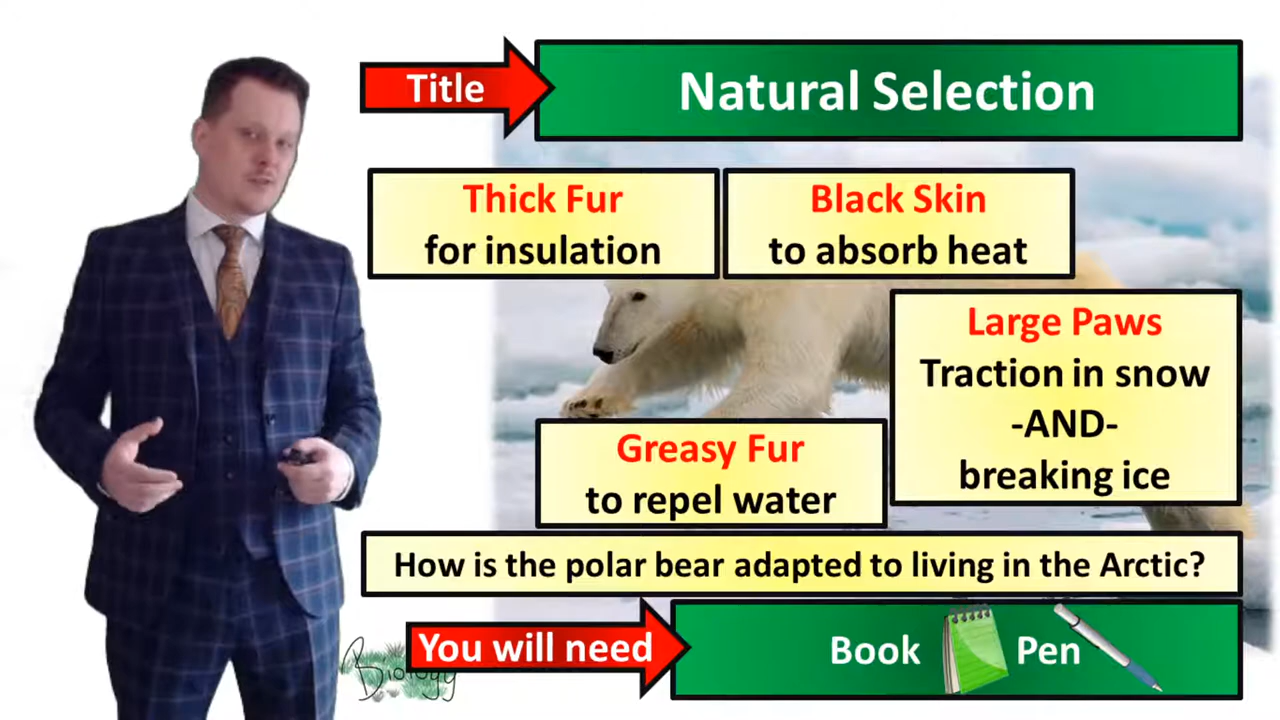 Title
Natural Selection
Thick Fur
for insulation
Black Skin
to absorb heat
Large Paws
Traction in snow
-AND-
breaking ice
Greasy Fur
to repel water
How is the polar bear adapted to living in the Arctic?
You will need
Book Pen
Biology